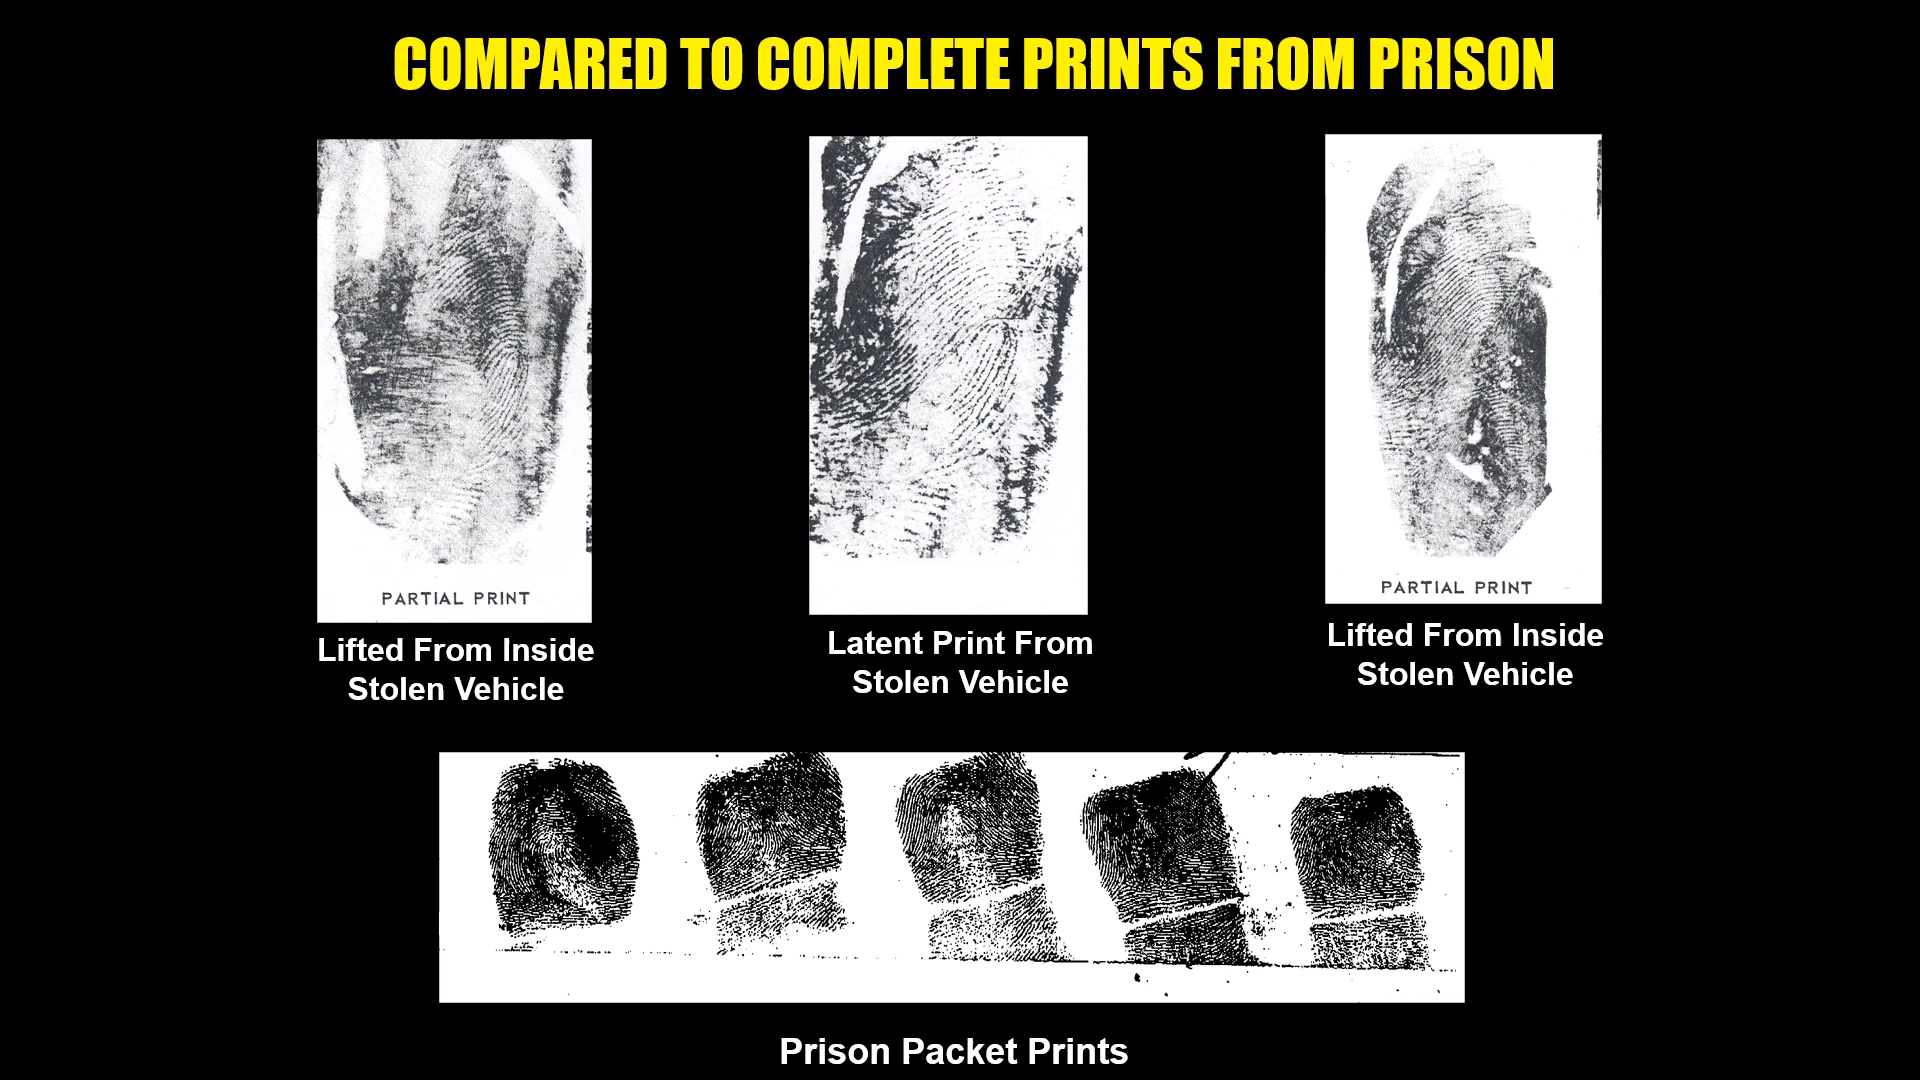 COMPARED TO COMPLETE PRINTS FROM PRISON
PARTIAL PRINT
Lifted From Inside
Stolen Vehicle
Latent Print From
Stolen Vehicle
PARTIAL PRINT
Lifted From Inside
Stolen Vehicle
Prison Packet Prints